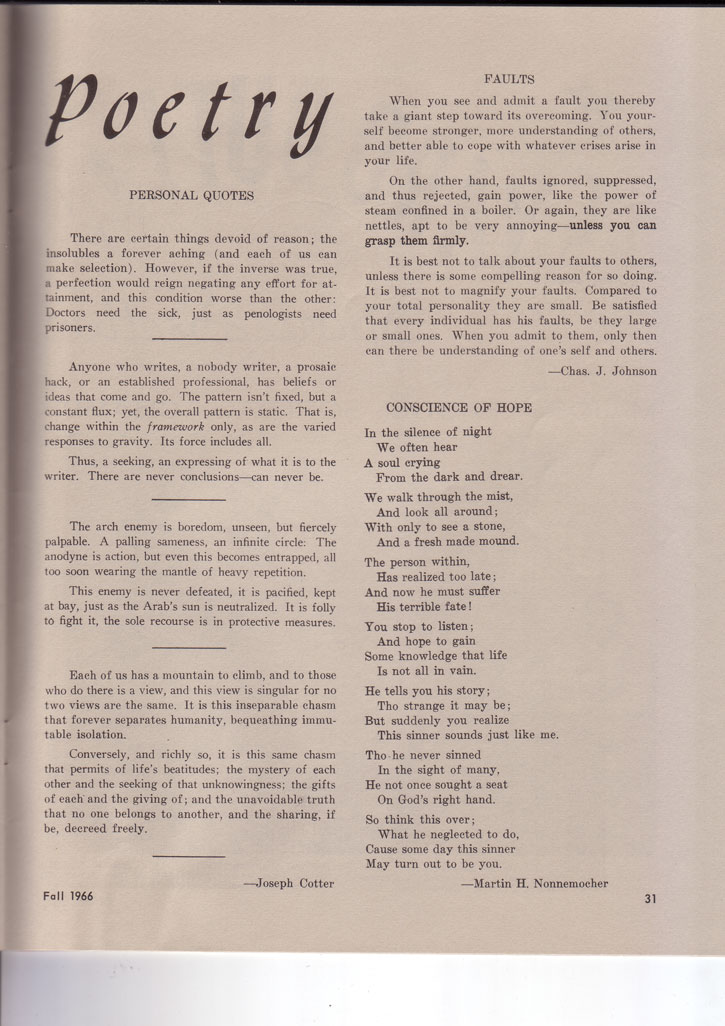 Poetry
PERSONAL QUOTES
There are certain things devoid of reason; the
insolubles a forever aching (and each of us can
make selection). However, if the inverse was true,
a perfection would reign negating any effort for at-
tainment, and this condition worse than the other:
Doctors need the sick, just as penologists need
prisoners.
Anyone who writes, a nobody writer, a prosaic
hack, or an established professional, has beliefs or
ideas that come and go. The pattern isn't fixed, but a
constant flux; yet, the overall pattern is static. That is,
change within the framework only, as are the varied
responses to gravity. Its force includes all.
Thus, a seeking, an expressing of what it is to the
writer. There are never conclusions—can never be.
The arch enemy is boredom, unseen, but fiercely
palpable. A palling sameness, an infinite circle: The
anodyne is action, but even this becomes entrapped, all
too soon wearing the mantle of heavy repetition.
This enemy is never defeated, it is pacified, kept
at bay, just as the Arab's sun is neutralized. It is folly
to fight it, the sole recourse is in protective measures.
Each of us has a mountain to climb, and to those
who do there is a view, and this view is singular for no
two views are the same. It is this inseparable chasm
that forever separates humanity, bequeathing immu-
table isolation.
Conversely, and richly so, it is this same chasm
that permits of life's beatitudes; the mystery of each
other and the seeking of that unknowingness; the gifts
of each and the giving of; and the unavoidable truth
that no one belongs to another, and the sharing, if
be, decreed freely.
—Joseph Cotter
FAULTS
When you see and admit a fault you thereby
take a giant step toward its overcoming. You your-
self become stronger, more understanding of others,
and better able to cope with whatever crises arise in
your life.
On the other hand, faults ignored, suppressed,
and thus rejected, gain power, like the power of
steam confined in a boiler. Or again, they are like
nettles, apt to be very annoying—unless you can
grasp them firmly.
It is best not to talk about your faults to others,
unless there is some compelling reason for so doing.
It is best not to magnify your faults. Compared to
your total personality they are small. Be satisfied
that every individual has his faults, be they large
or small ones. When you admit to them, only then
can there be understanding of one's self and others.
—Chas. J. Johnson
CONSCIENCE OF HOPE
In the silence of night
We often hear
A soul crying
From the dark and drear.
We walk through the mist,
And look all around;
With only to see a stone,
And a fresh made mound.
The person within,
Has realized too late;
And now he must suffer
His terrible fate!
You stop to listen;
And hope to gain
Some knowledge that life
Is not all in vain.
He tells you his story;
Tho strange it may be;
But suddenly you realize
This sinner sounds just like me.
Tho he never sinned
In the sight of many,
He not once sought a seat
On God's right hand.
So think this over;
What he neglected to do,
Cause some day this sinner
May turn out to be you.
—Martin H. Nonnemocher
Fall 1966
31